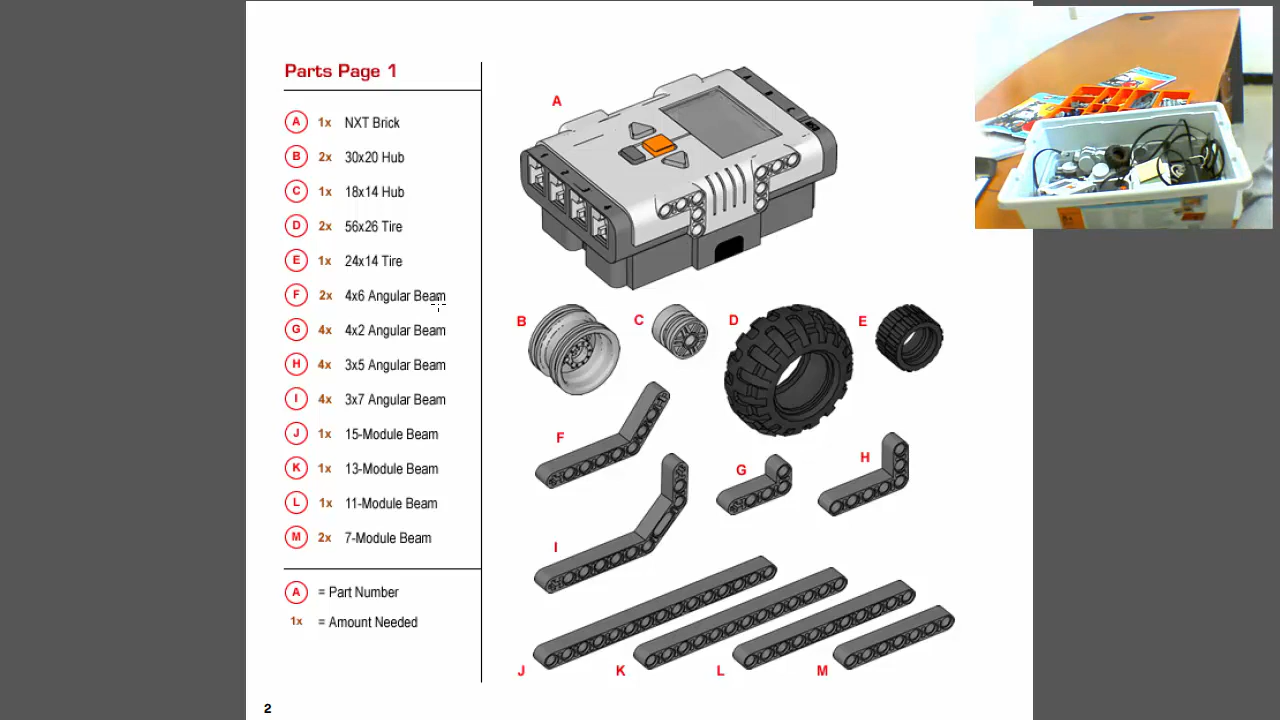 Parts Page 1
A 1x NXT Brick
B 2x 30x20 Hub
C 1x 18x14 Hub
D 2x 56x26 Tire
E 1x 24x14 Tire
F 2x 4x6 Angular Beam
G 4x 4x2 Angular Beam
H 4x 3x5 Angular Beam
I 4x 3x7 Angular Beam
J 1x 15-Module Beam
K 1x 13-Module Beam
L 1x 11-Module Beam
M 2x 7-Module Beam
A = Part Number
1x = Amount Needed
2
A
B C D E
F
G H
I
J K L M